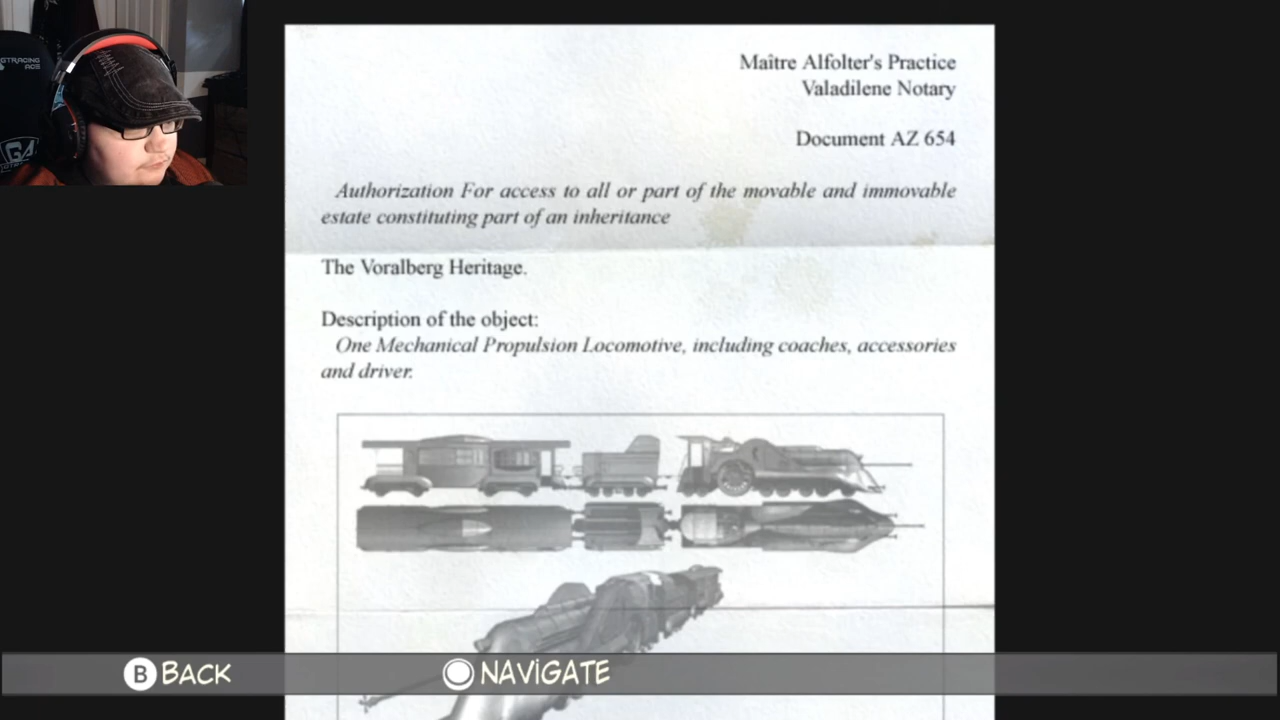 GTRACING
ACE
Maître Alfolter's Practice
Valadilene Notary
Document AZ 654
Authorization For access to all or part of the movable and immovable
estate constituting part of an inheritance
The Voralberg Heritage.
Description of the object:
One Mechanical Propulsion Locomotive, including coaches, accessories
and driver.
B BACK
NAVIGATE